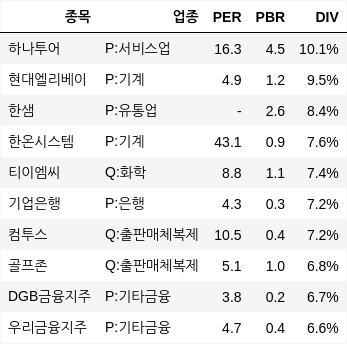 종목 업종 PER PBR DIV
하나투어 P:서비스업 16.3 4.5 10.1%
현대엘리베이 P:기계 4.9 1.2 9.5%
한샘 P:유통업 - 2.6 8.4%
한온시스템 P:기계 43.1 0.9 7.6%
티이엠씨 Q:화학 8.8 1.1 7.4%
기업은행 P:은행 4.3 0.3 7.2%
컴투스 Q:출판매체복제 10.5 0.4 7.2%
골프존 Q:출판매체복제 5.1 1.0 6.8%
DGB금융지주 P:기타금융 3.8 0.2 6.7%
우리금융지주 P:기타금융 4.7 0.4 6.6%